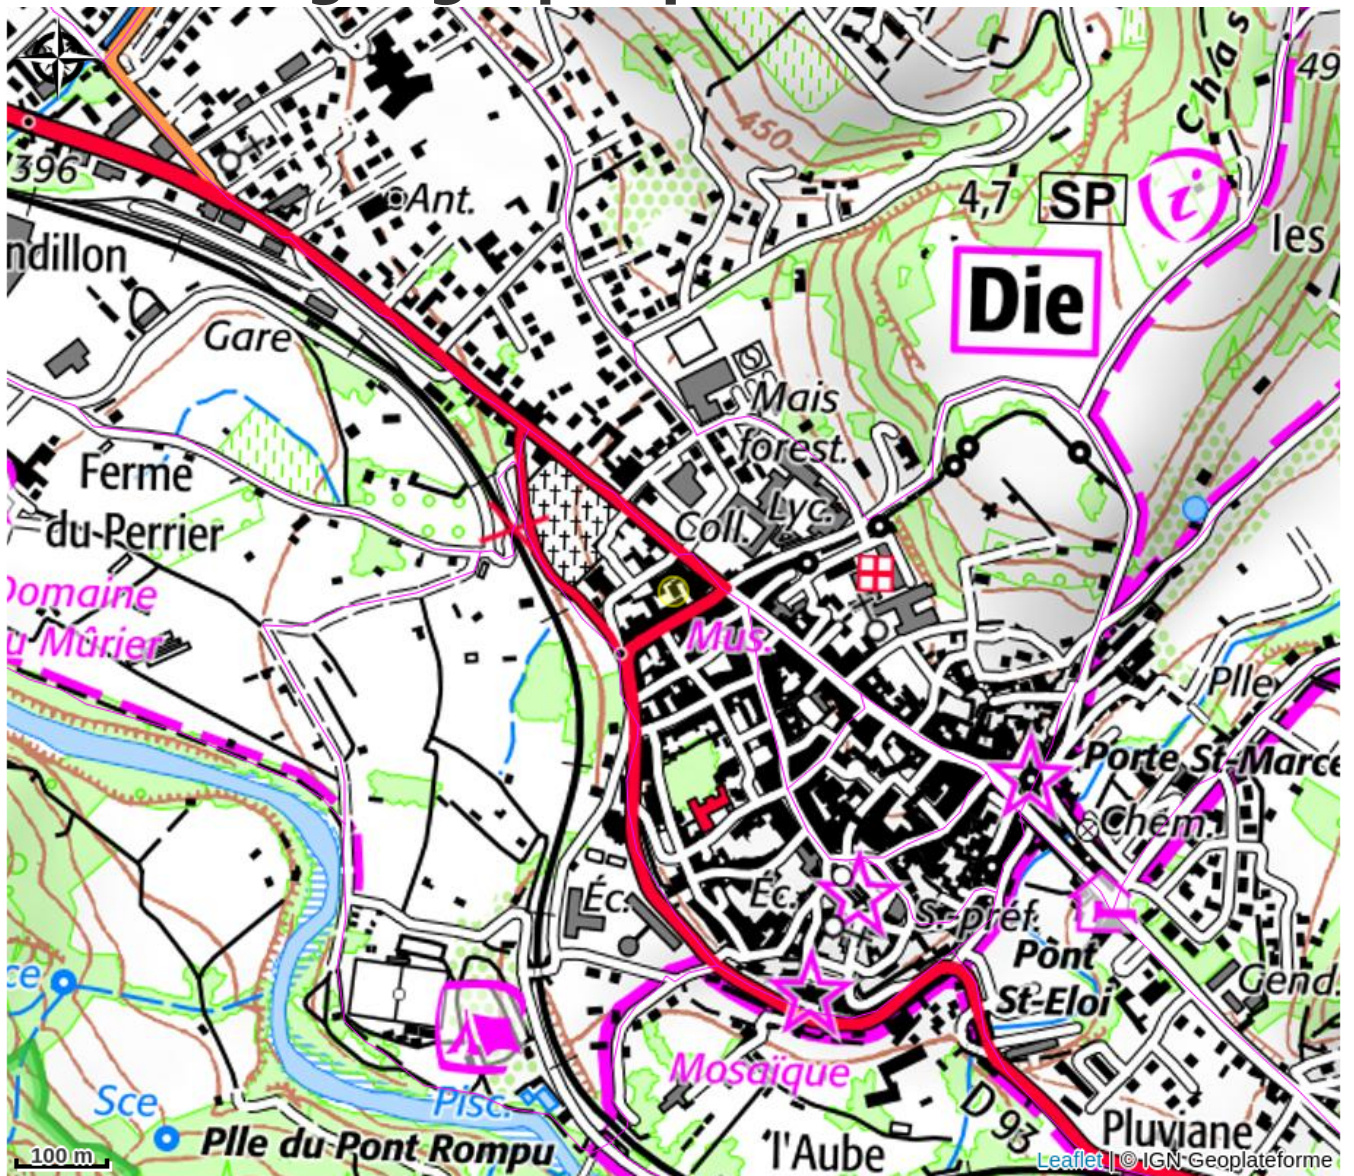 Chas
49
450
396
Ant.
4,7
SP
i
les
ndillon
Die
Gare
Mais
forest.
Ferme
du-Perrier
Lyc.
Coll.
Domaine
u Mûrier
Mus.
Plle
Porte St-Marce
Chem.
Éc.
Éc.
S.-préf.
Pont
St-Eloi
Gend.
ce
Mosaïque
Sce
Pisc.
D 93
Plle du Pont Rompu
l'Aube
Pluviane
100 m
Leaflet | © IGN Geoplateforme